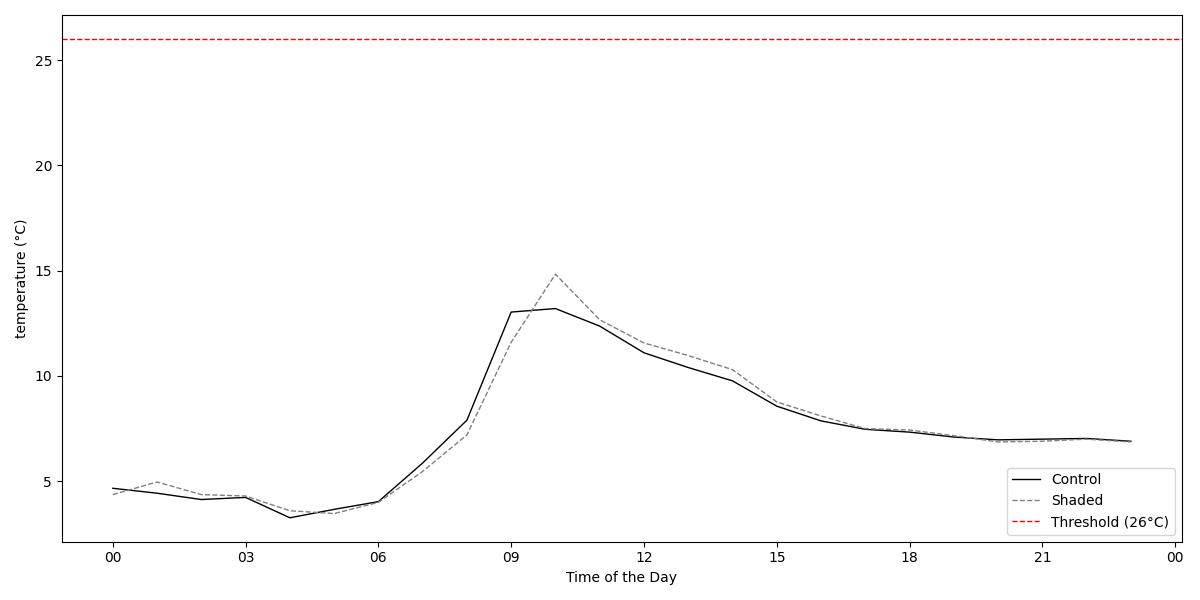 25
20
15
10
5
temperature (°C)
00 03 06 09 12 15 18 21 00
Time of the Day
Control
Shaded
Threshold (26°C)